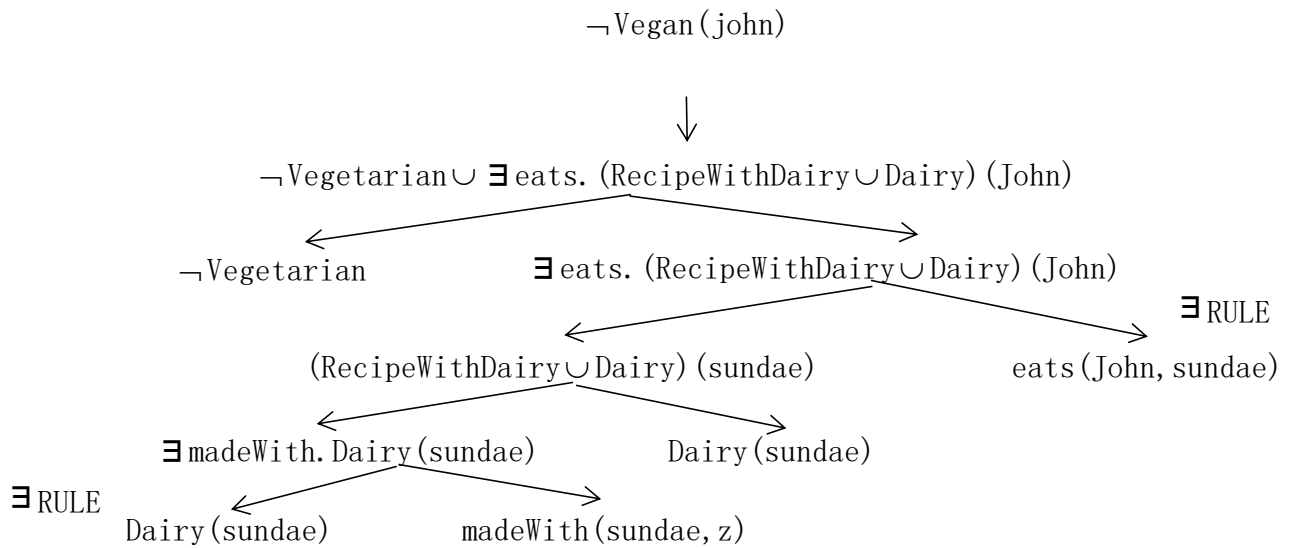 ¬Vegan(john)
¬Vegetarian∪ ∃eats.(RecipeWithDairy∪Dairy)(John)
¬Vegetarian
∃eats.(RecipeWithDairy∪Dairy)(John)
∃RULE
(RecipeWithDairy∪Dairy)(sundae)
eats(John,sundae)
∃madeWith.Dairy(sundae)
Dairy(sundae)
∃RULE
Dairy(sundae)
madeWith(sundae,z)